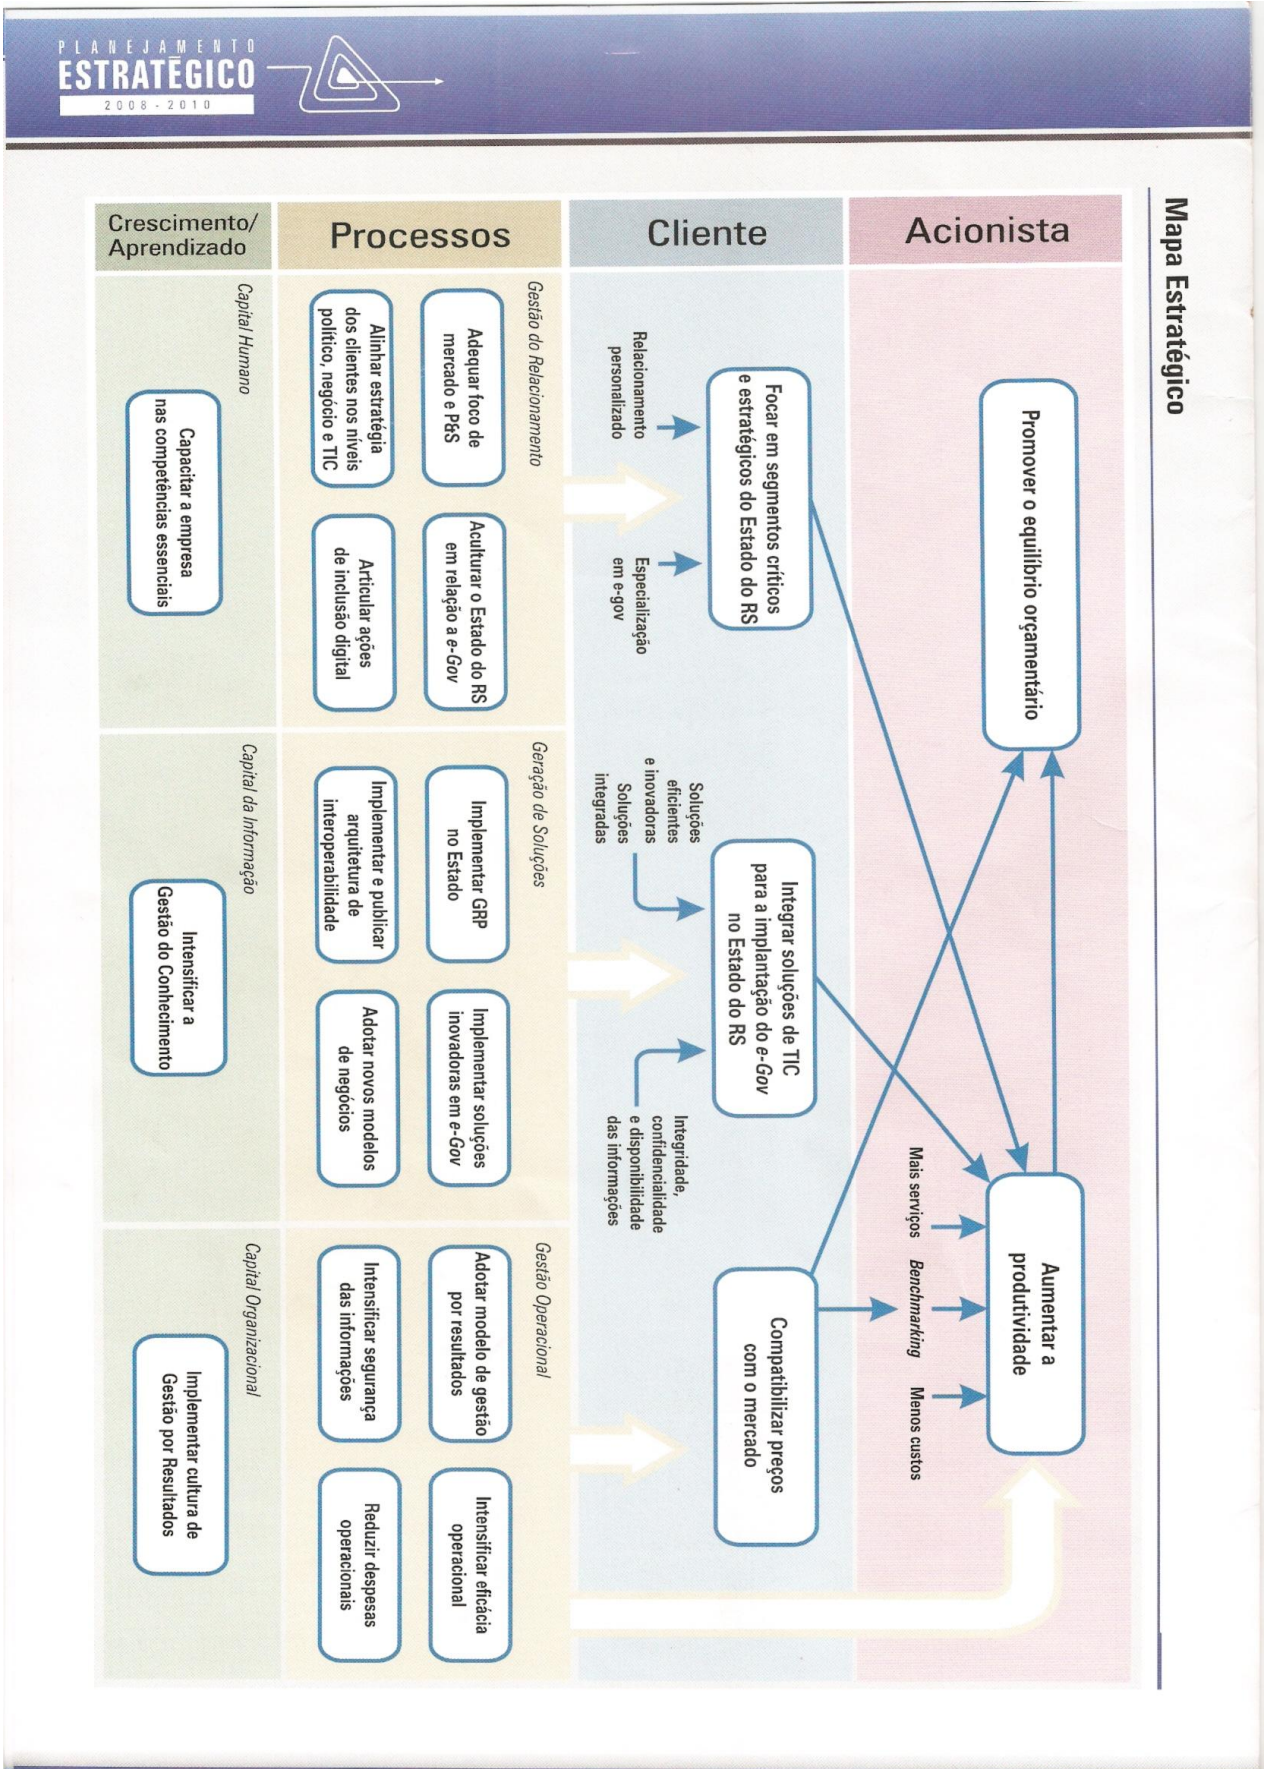 PLANEJAMENTO
ESTRATÉGICO
2008-2010
Mapa Estratégico
Acionista
Promover o equilíbrio orçamentário
Aumentar a
produtividade
Mais serviços
Benchmarking
Menos custos
Cliente
Focar em segmentos críticos
e estratégicos do Estado do RS
Relacionamento
personalizado
Especialização
em e-gov
Integrar soluções de TIC
para a implantação do e-Gov
no Estado do RS
Soluções
eficientes
e inovadoras
Soluções
integradas
Integridade,
confidencialidade
e disponibilidade
das informações
Compatibilizar preços
com o mercado
Processos
Gestão do Relacionamento
Adequar foco de
mercado e P&S
Aculturar o Estado do RS
em relação a e-Gov
Alinhar estratégia
dos clientes nos níveis
político, negócio e TIC
Articular ações
de inclusão digital
Geração de Soluções
Implementar GRP
no Estado
Implementar soluções
inovadoras em e-Gov
Implementar e publicar
arquitetura de
interoperabilidade
Adotar novos modelos
de negócios
Gestão Operacional
Adotar modelo de gestão
por resultados
Intensificar eficácia
operacional
Intensificar segurança
das informações
Reduzir despesas
operacionais
Crescimento/
Aprendizado
Capital Humano
Capacitar a empresa
nas competências essenciais
Capital da Informação
Intensificar a
Gestão do Conhecimento
Capital Organizacional
Implementar cultura de
Gestão por Resultados